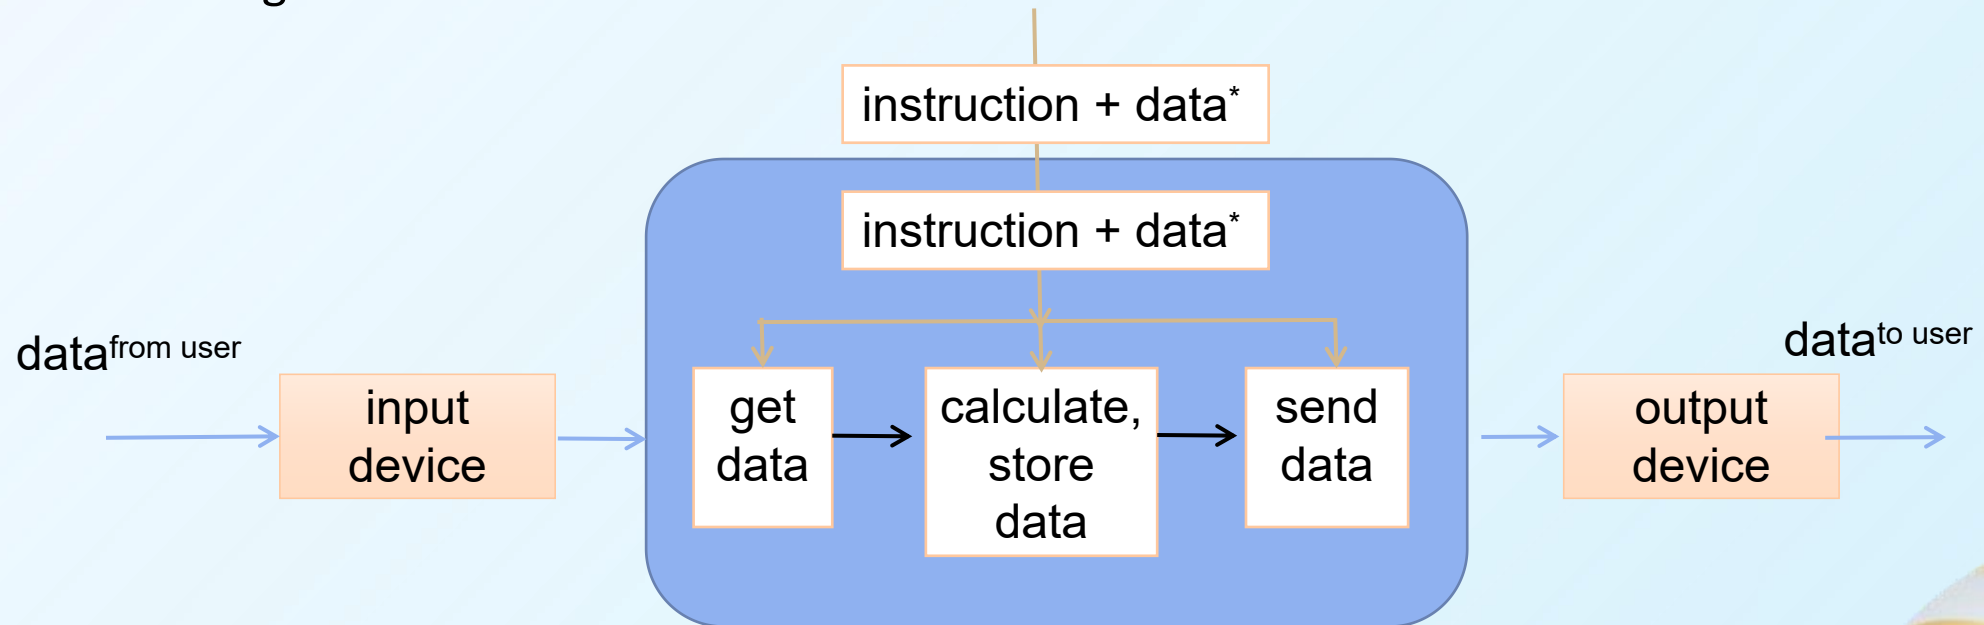 instruction + data*
instruction + data*
data from user
data to user
input
device
get
data
calculate,
store
data
send
data
output
device